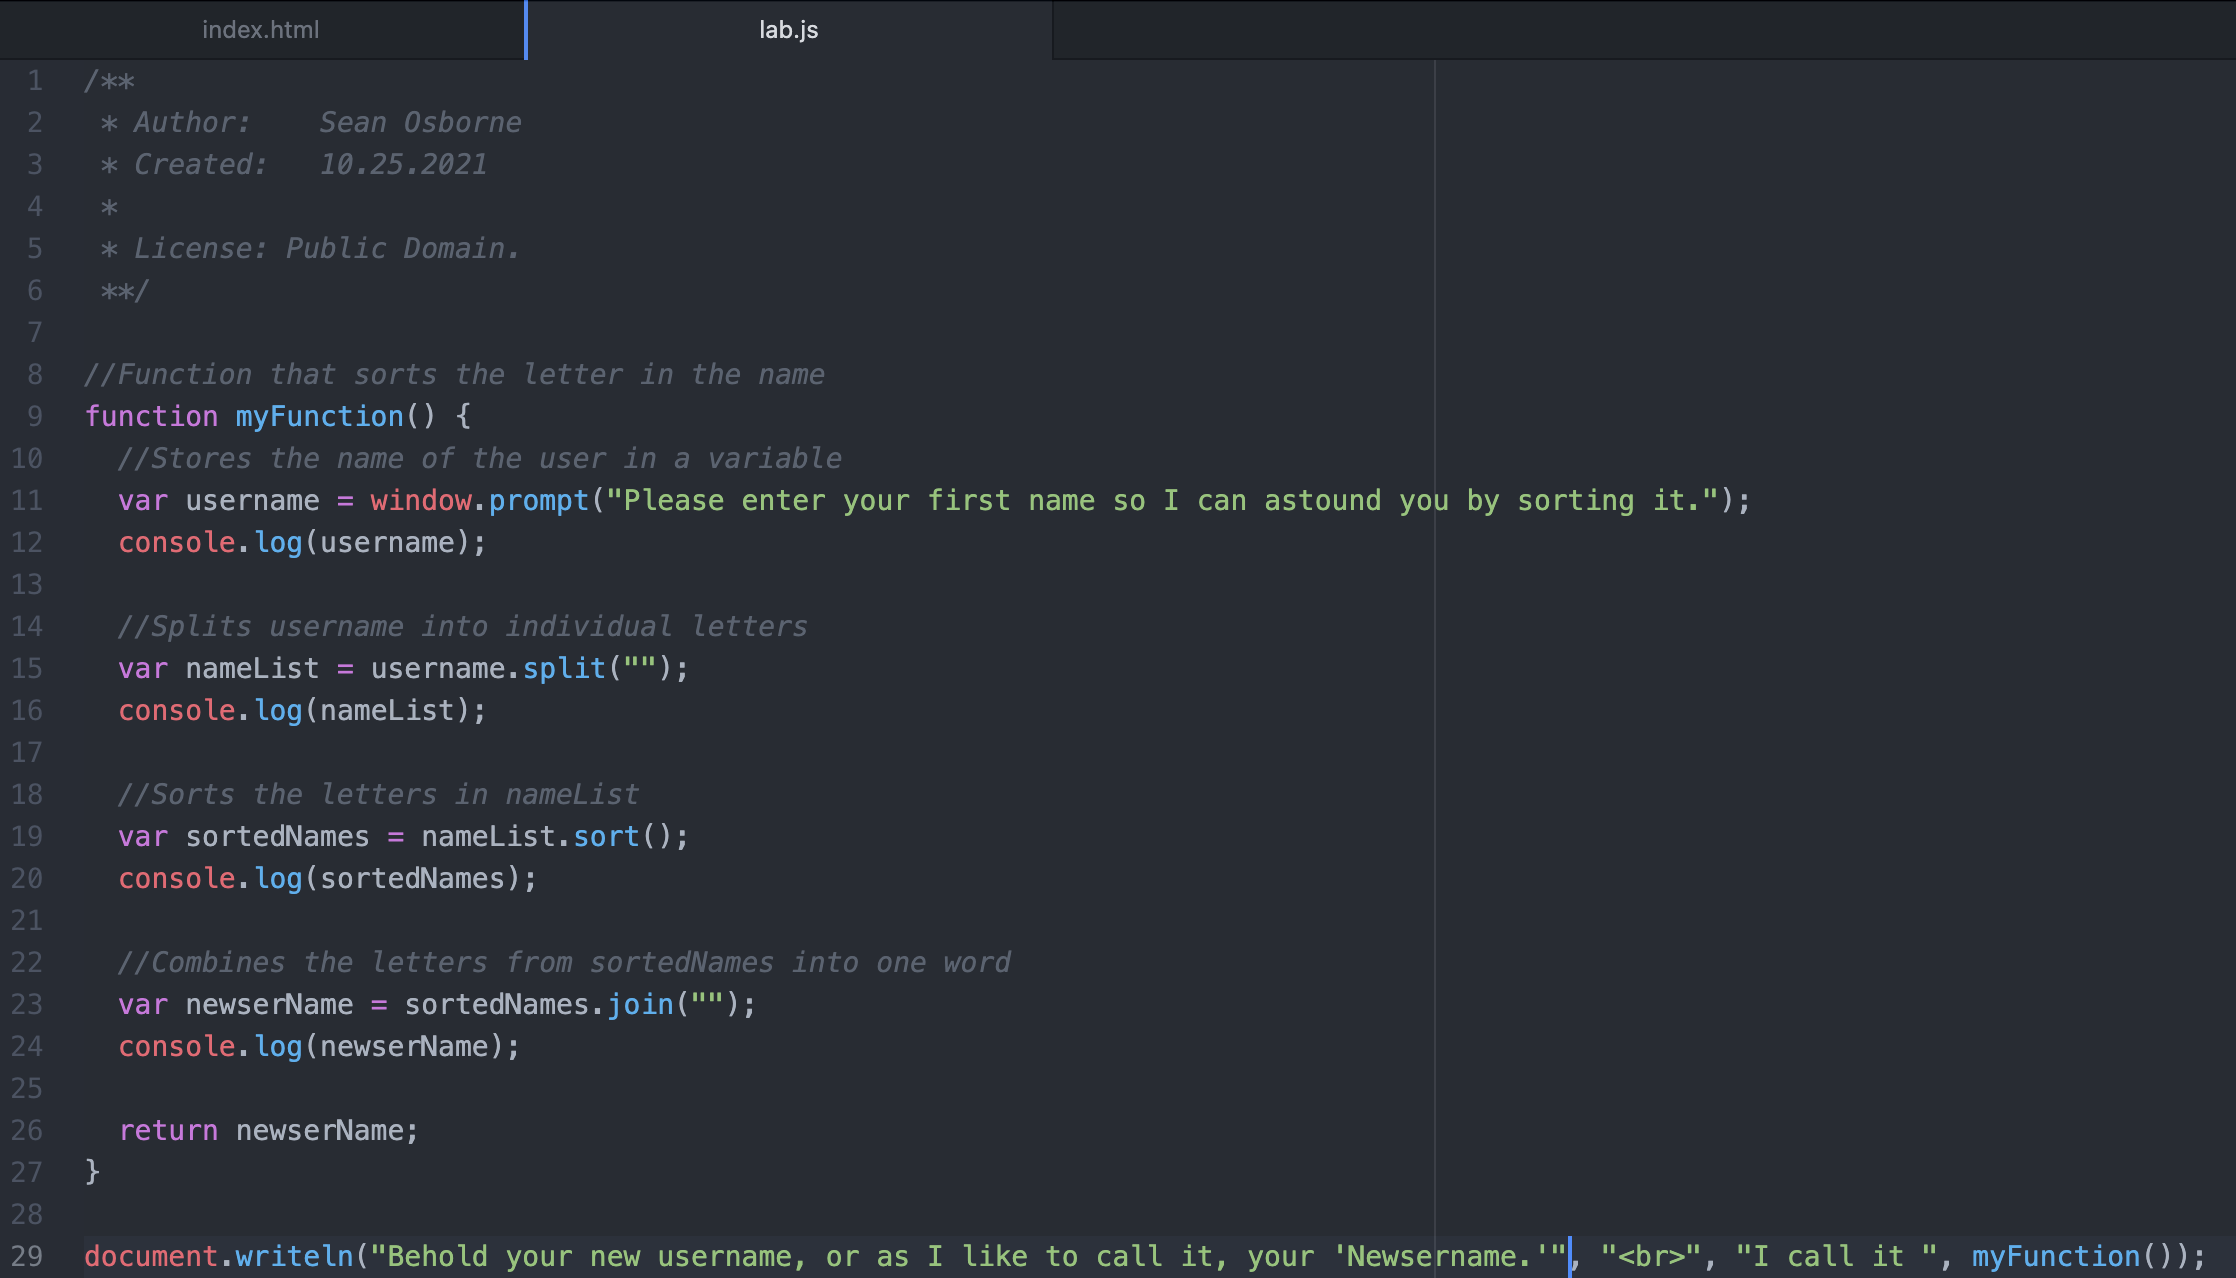 index.html
lab.js
1 /**
2  * Author:    Sean Osborne
3  * Created:   10.25.2021
4  *
5  * License: Public Domain.
6  **/
7
8 //Function that sorts the letter in the name
9 function myFunction() {
10   //Stores the name of the user in a variable
11   var username = window.prompt("Please enter your first name so I can astound you by sorting it.");
12   console.log(username);
13
14   //Splits username into individual letters
15   var nameList = username.split("");
16   console.log(nameList);
17
18   //Sorts the letters in nameList
19   var sortedNames = nameList.sort();
20   console.log(sortedNames);
21
22   //Combines the letters from sortedNames into one word
23   var newserName = sortedNames.join("");
24   console.log(newserName);
25
26   return newserName;
27 }
28
29 document.writeln("Behold your new username, or as I like to call it, your 'Newsername.'", "<br>", "I call it ", myFunction());